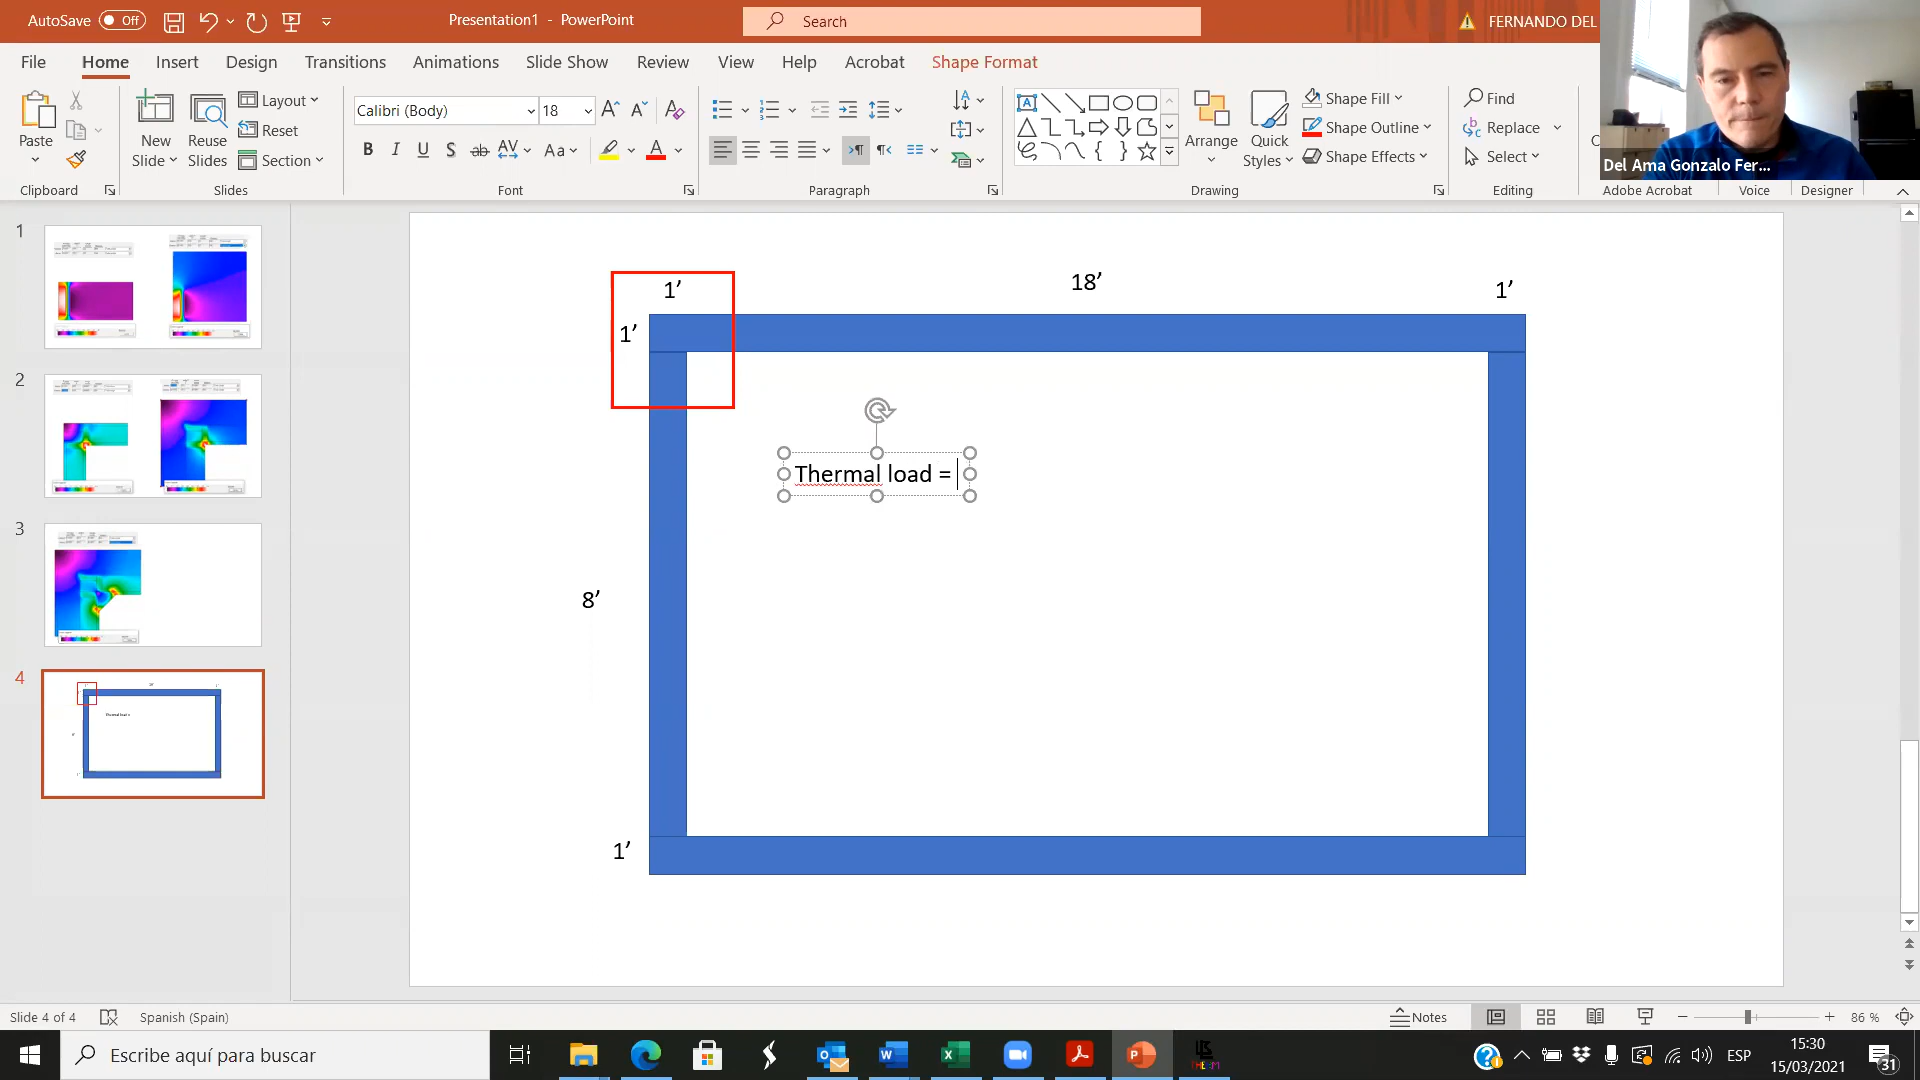 AutoSave Off
Presentation1 - PowerPoint
Search
FERNANDO DEL
File Home Insert Design Transitions Animations Slide Show Review View Help Acrobat Shape Format
Paste
New Slide
Reuse Slides
Layout
Reset
Section
Calibri (Body) 18
Shape Fill
Shape Outline
Shape Effects
Arrange
Quick Styles
Find
Replace
Select
Del Ama Gonzalo Fer...
Clipboard Slides Font Paragraph Drawing Editing Adobe Acrobat Voice Designer
1
2
3
4
1’ 18’ 1’
1’
Thermal load =
8’
1’
Slide 4 of 4 Spanish (Spain)
Notes
86 %
Escribe aquí para buscar
ESP
15:30
15/03/2021
31